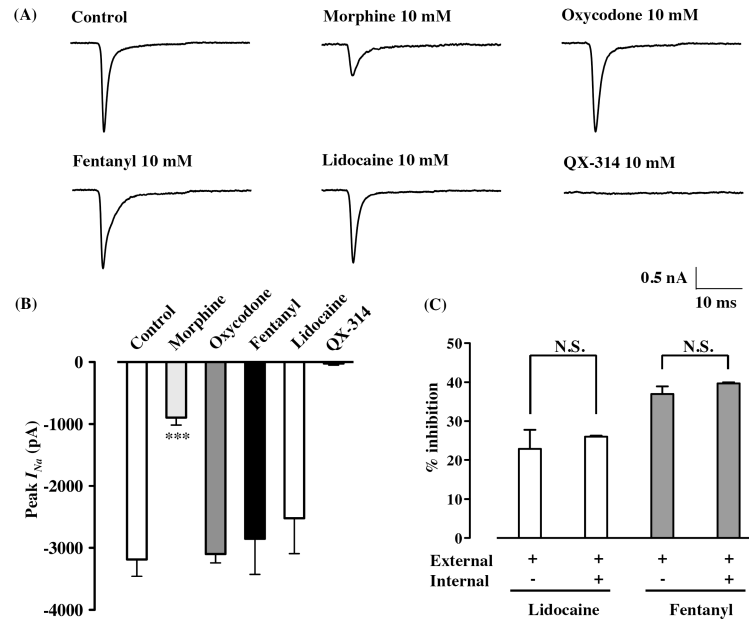 (A)
Control
Morphine 10 mM
Oxycodone 10 mM
Fentanyl 10 mM
Lidocaine 10 mM
QX-314 10 mM
0.5 nA
10 ms
(B)
Control
Morphine
Oxycodone
Fentanyl
Lidocaine
QX-314
Peak I_Na (pA)
0
-1000
-2000
-3000
-4000
***
(C)
% inhibition
50
40
30
20
10
0
N.S.
N.S.
External + + + +
Internal - + - +
Lidocaine
Fentanyl